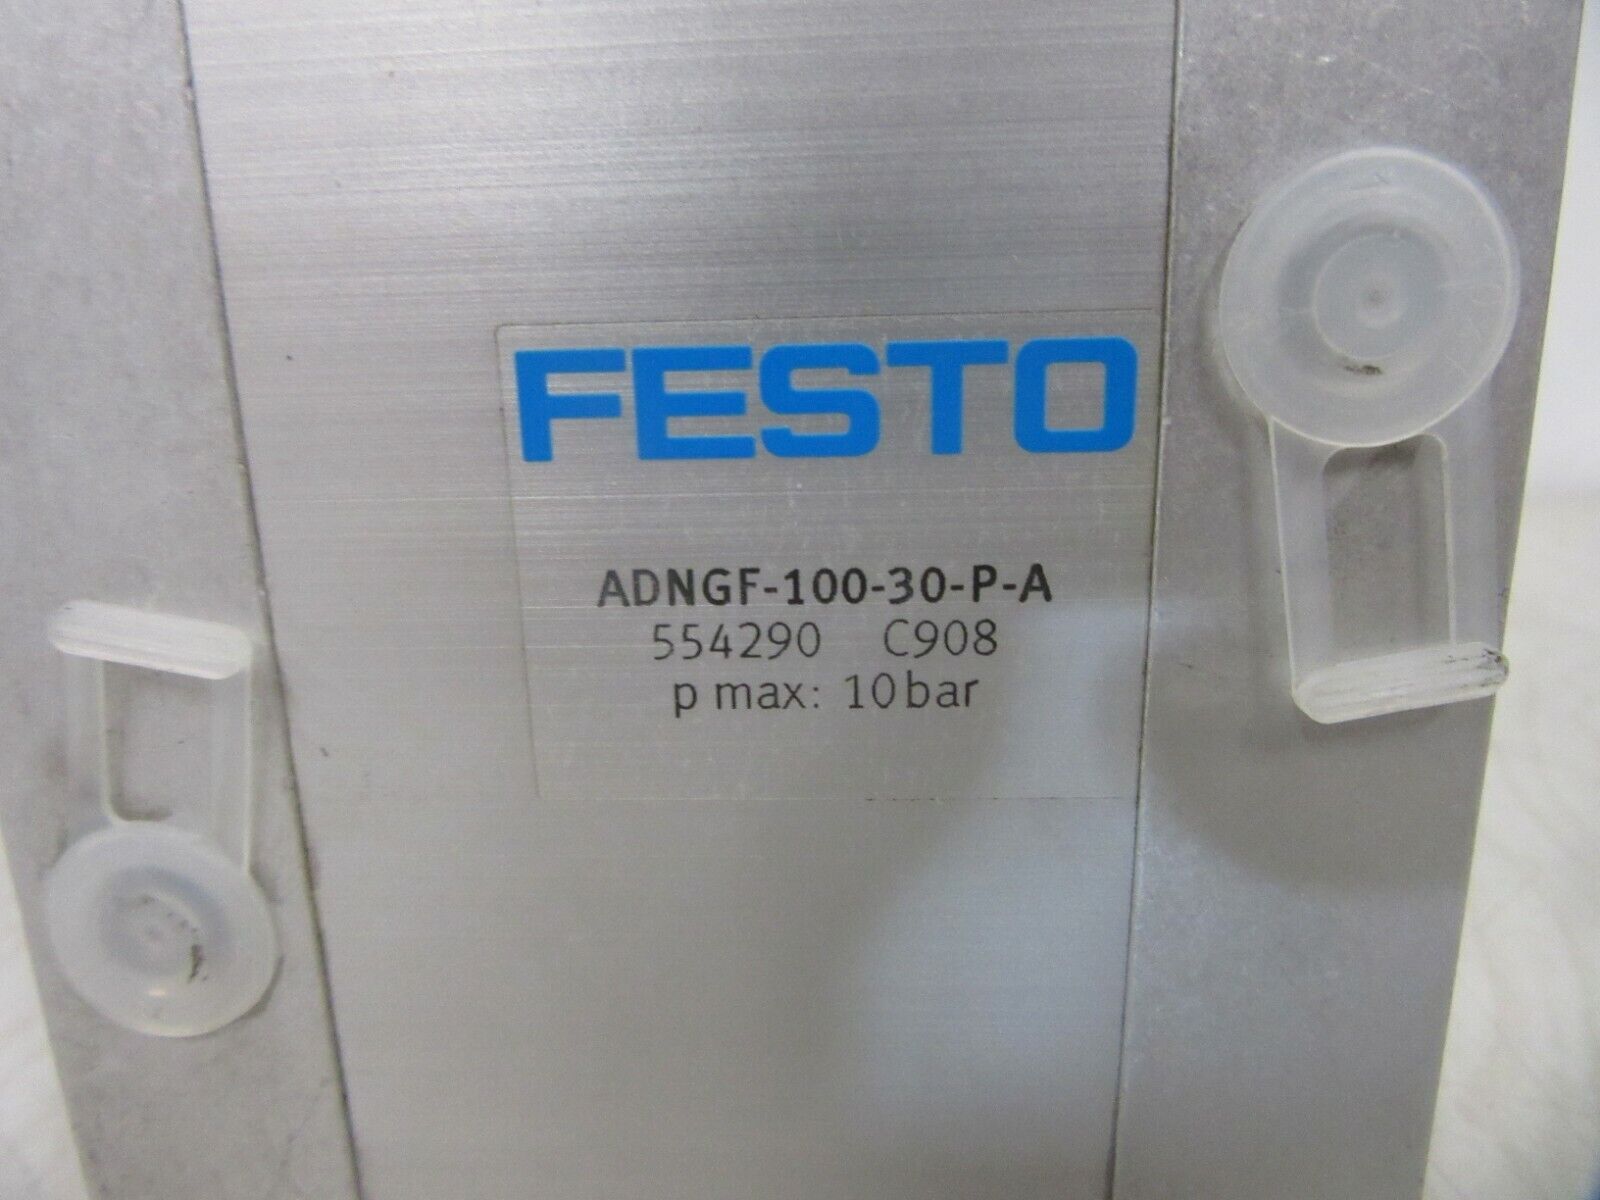 FESTO
ADNGF-100-30-P-A
554290 C908
p max: 10 bar